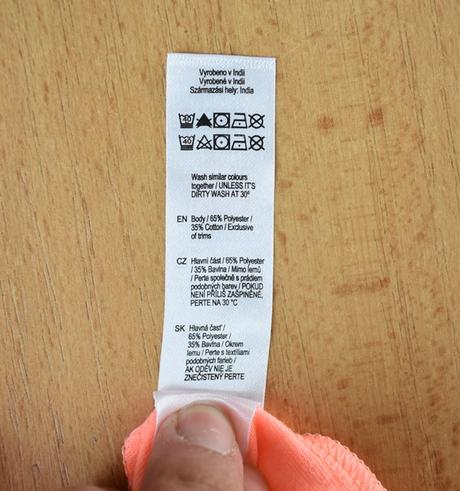 Vyrobeno v Indii
Vyrobené v Indii
Származási hely: India
40
40
Wash similar colours
together / UNLESS IT'S
DIRTY WASH AT 30°
EN Body / 65% Polyester /
35% Cotton / Exclusive
of trims
CZ Hlavní část / 65% Polyester
/ 35% Bavlna / Mimo lemů
/ Perte společně s prádlem
podobných barev / POKUD
NENÍ PŘÍLIŠ ZAŠPINĚNÉ,
PERTE NA 30 °C
SK Hlavná časť /
65% Polyester /
35% Bavlna / Okrem
lemu / Perte s textíliami
podobných farieb /
AK ODEV NIE JE
ZNEČISTENÝ PERTE